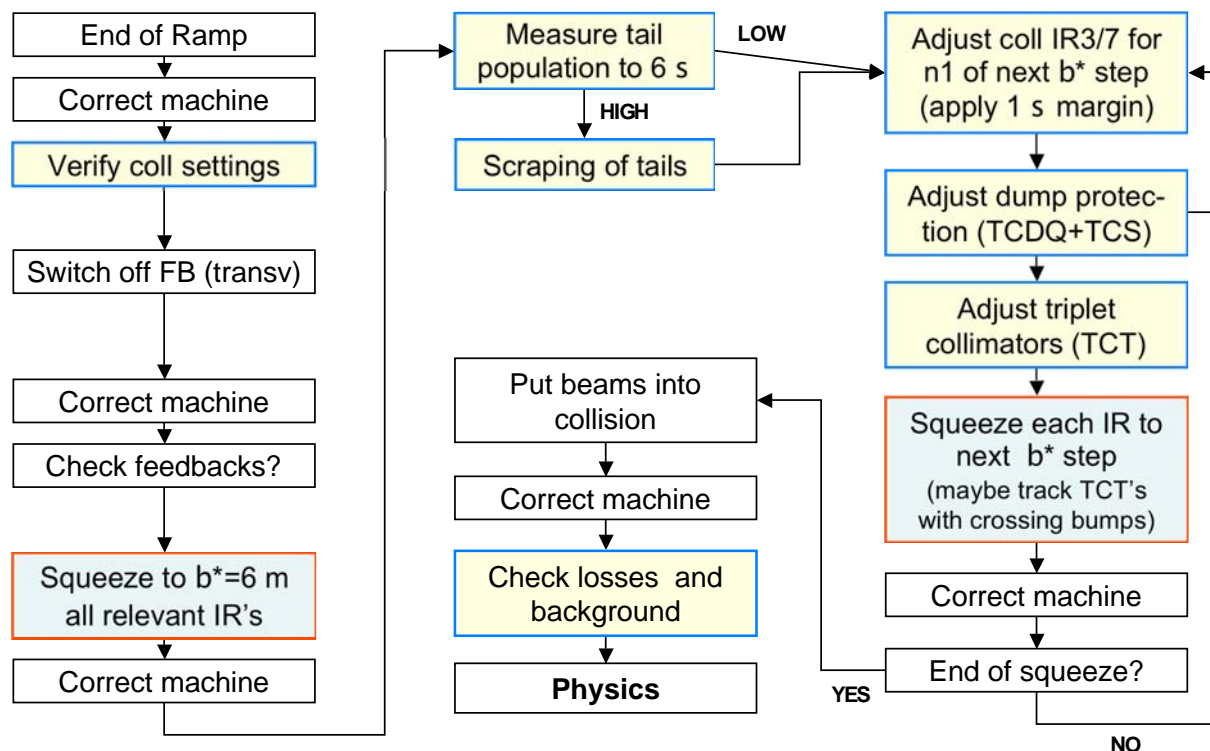 End of Ramp
Correct machine
Verify coll settings
Switch off FB (transv)
Correct machine
Check feedbacks?
Squeeze to b*=6 m
all relevant IR's
Correct machine
Measure tail
population to 6 s
LOW
HIGH
Scraping of tails
Adjust coll IR3/7 for
n1 of next b* step
(apply 1 s margin)
Adjust dump protec-
tion (TCDQ+TCS)
Adjust triplet
collimators (TCT)
Squeeze each IR to
next b* step
(maybe track TCT's
with crossing bumps)
Correct machine
End of squeeze?
YES
NO
Put beams into
collision
Correct machine
Check losses and
background
Physics